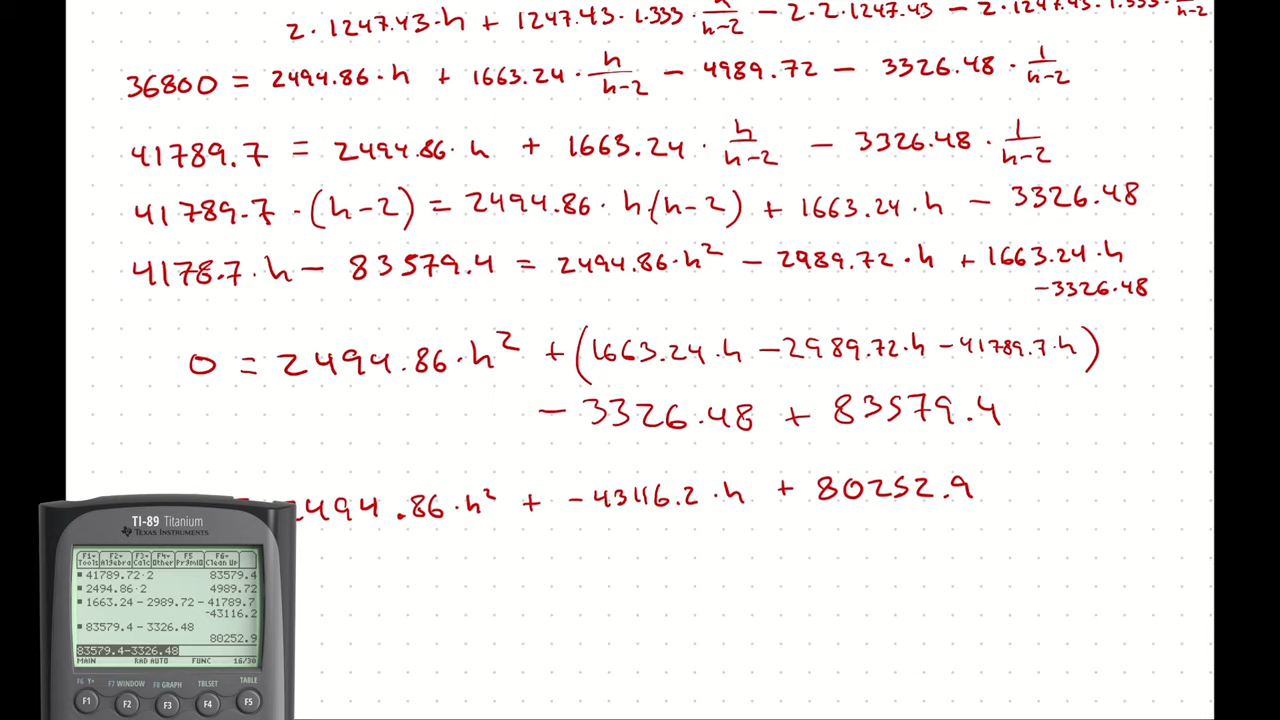 2·1247.43·h + 1247.43·1.333·h/h-2 - 2·2·1247.43 - 2·1247.43·1.333·1/h-2
36800 = 2494.86·h + 1663.24·h/h-2 - 4989.72 - 3326.48·1/h-2
41789.7 = 2494.86·h + 1663.24·h/h-2 - 3326.48·1/h-2
41789.7·(h-2) = 2494.86·h(h-2) + 1663.24·h - 3326.48
4178.7·h - 83579.4 = 2494.86·h² - 2989.72·h + 1663.24·h
-3326.48
0 = 2494.86·h² + (1663.24·h - 2989.72·h - 41789.7·h)
- 3326.48 + 83579.4
2494.86·h² + -43116.2·h + 80252.9
TI-89 Titanium
TEXAS INSTRUMENTS
F1 Tools F2 Algebra F3 Calc F4 Other F5 PrgmIO F6 Clean Up
41789.72·2 83579.4
2494.86·2 4989.72
1663.24 - 2989.72 - 41789.7
-43116.2
83579.4 - 3326.48
80252.9
83579.4-3326.48
MAIN RAD AUTO FUNC 16/30
F6 Y= F7 WINDOW F8 GRAPH TBLSET TABLE
F1 F2 F3 F4 F5